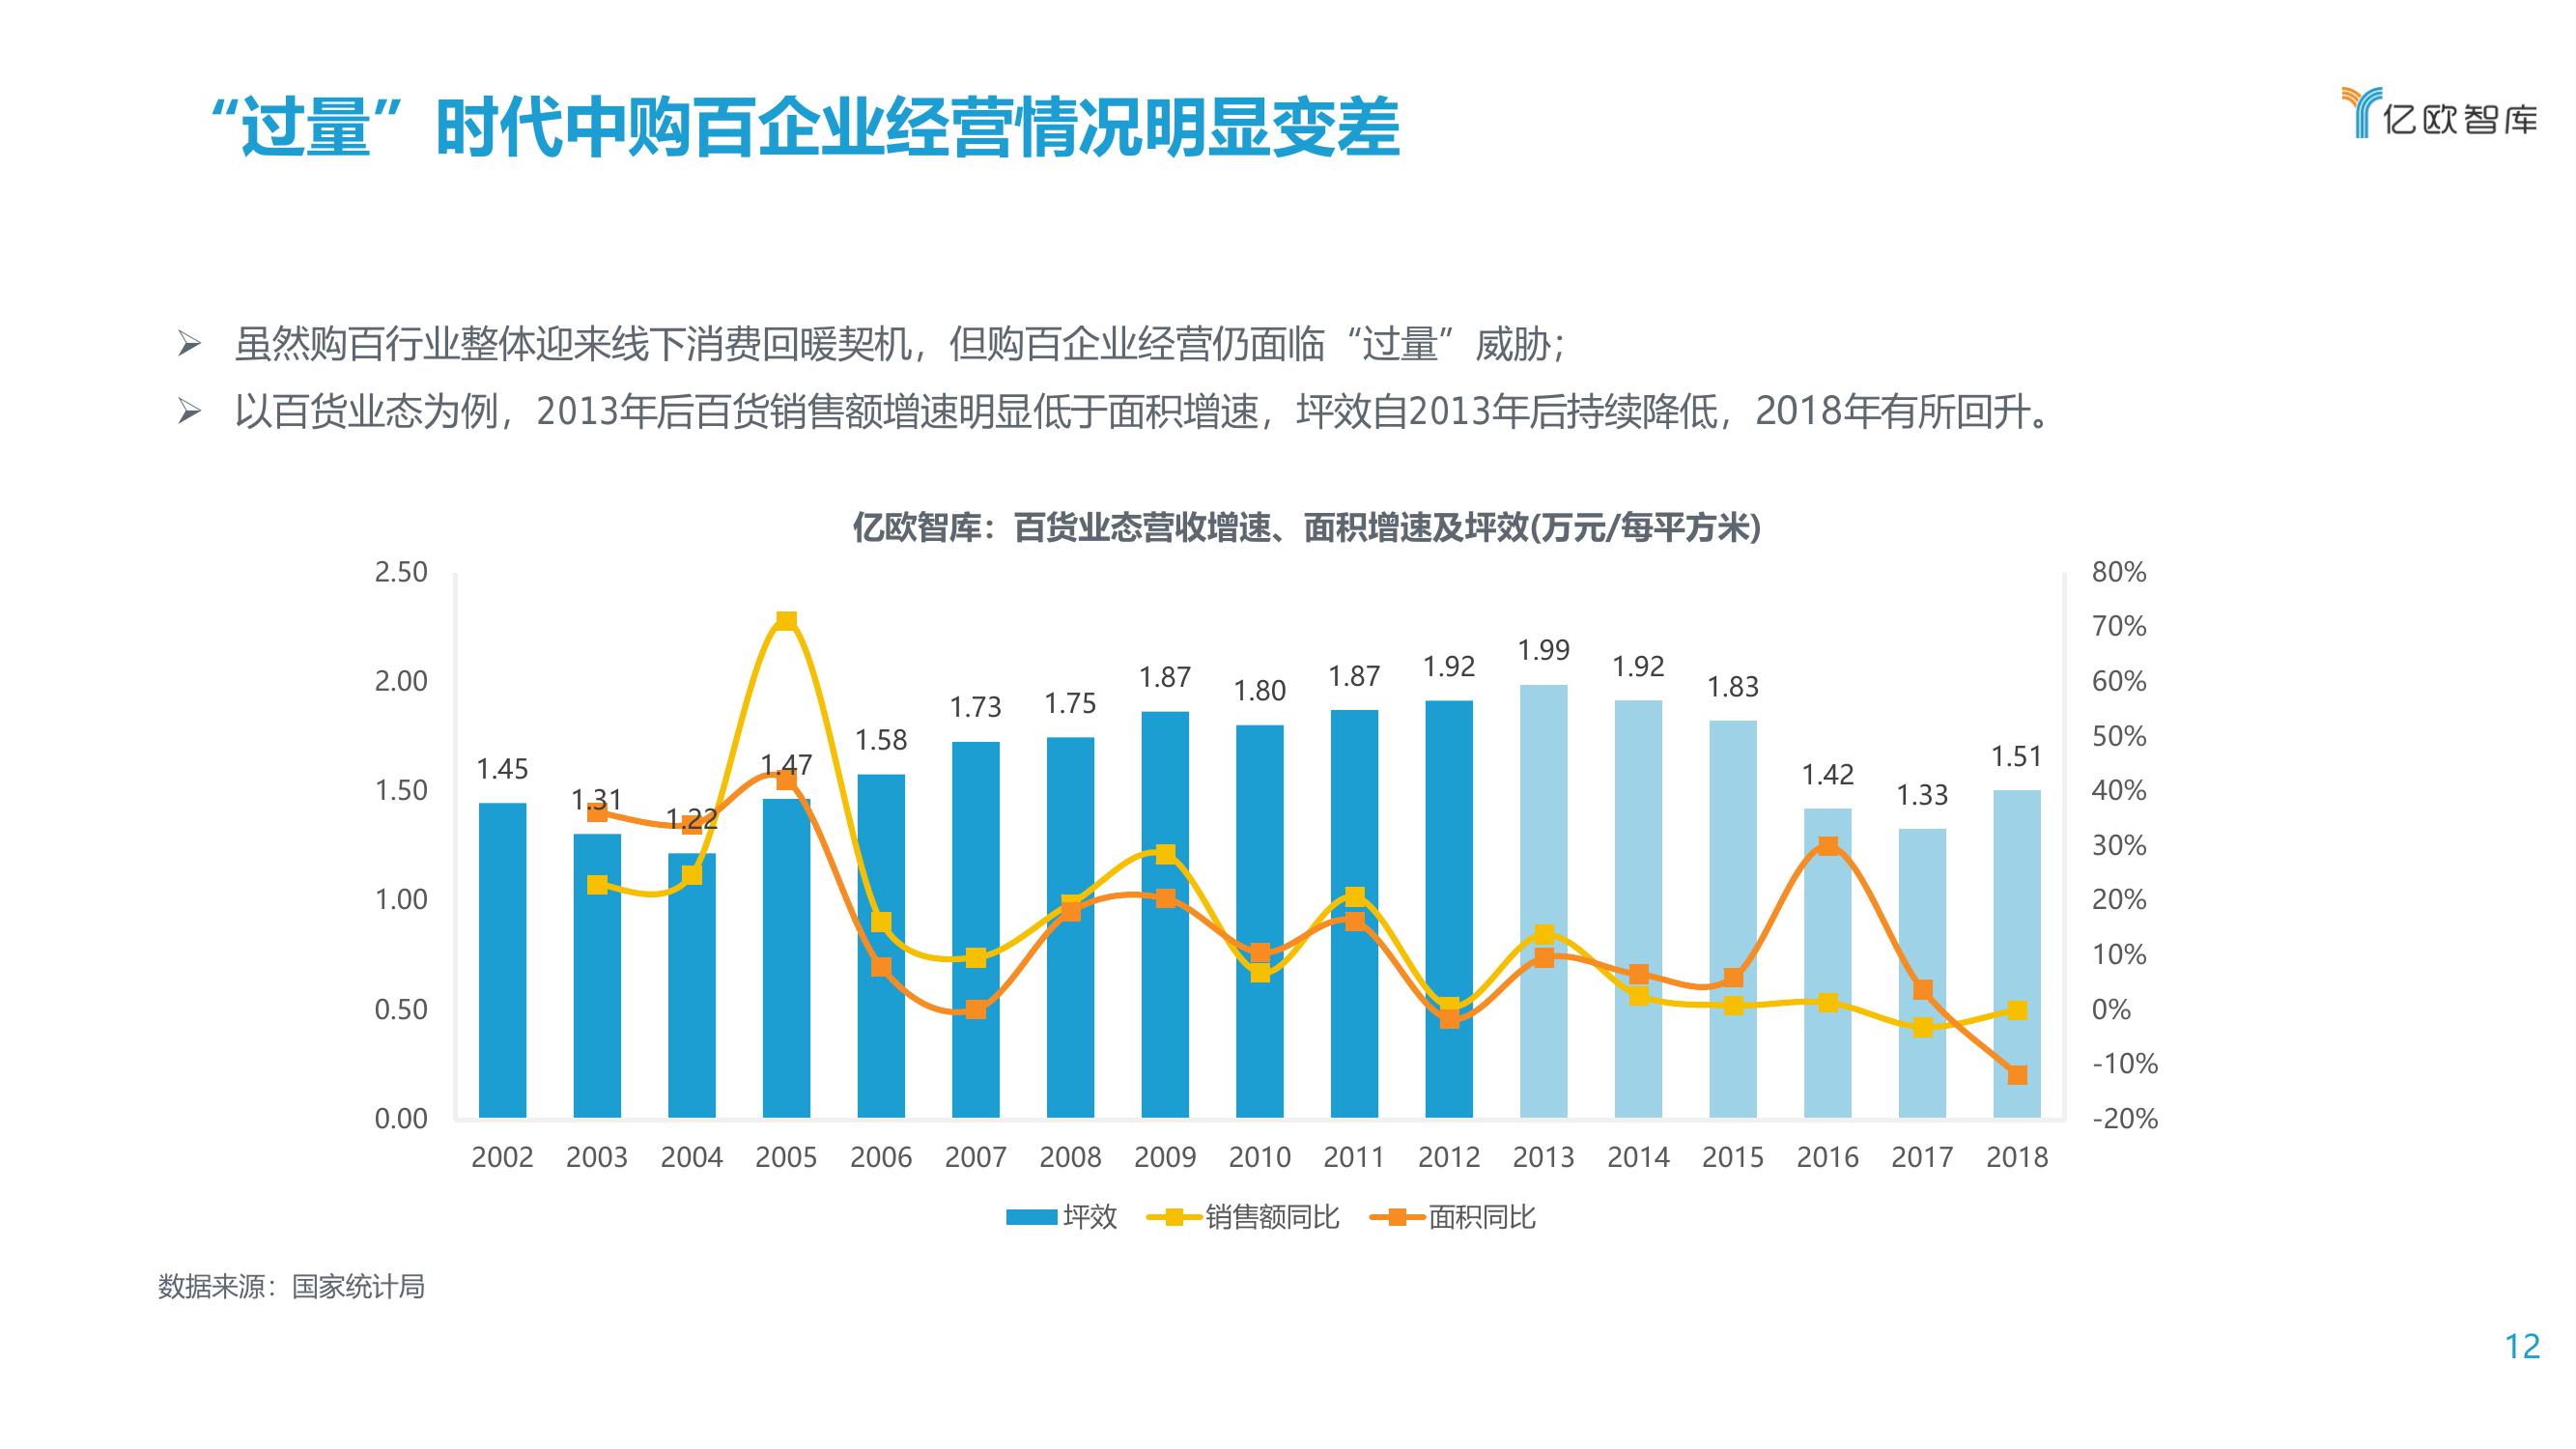 “过量”时代中购百企业经营情况明显变差
亿欧智库
虽然购百行业整体迎来线下消费回暖契机，但购百企业经营仍面临“过量”威胁；
以百货业态为例，2013年后百货销售额增速明显低于面积增速，坪效自2013年后持续降低，2018年有所回升。
亿欧智库：百货业态营收增速、面积增速及坪效(万元/每平方米)
2.50
2.00
1.50
1.00
0.50
0.00
80%
70%
60%
50%
40%
30%
20%
10%
0%
-10%
-20%
1.45 1.31 1.22 1.47 1.58 1.73 1.75 1.87 1.80 1.87 1.92 1.99 1.92 1.83 1.42 1.33 1.51
2002 2003 2004 2005 2006 2007 2008 2009 2010 2011 2012 2013 2014 2015 2016 2017 2018
坪效 销售额同比 面积同比
数据来源：国家统计局
12